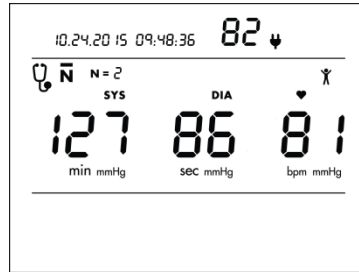 10.24.2015 09:48:36 82
N N = 2
SYS DIA
127 86 81
min mmHg sec mmHg bpm mmHg